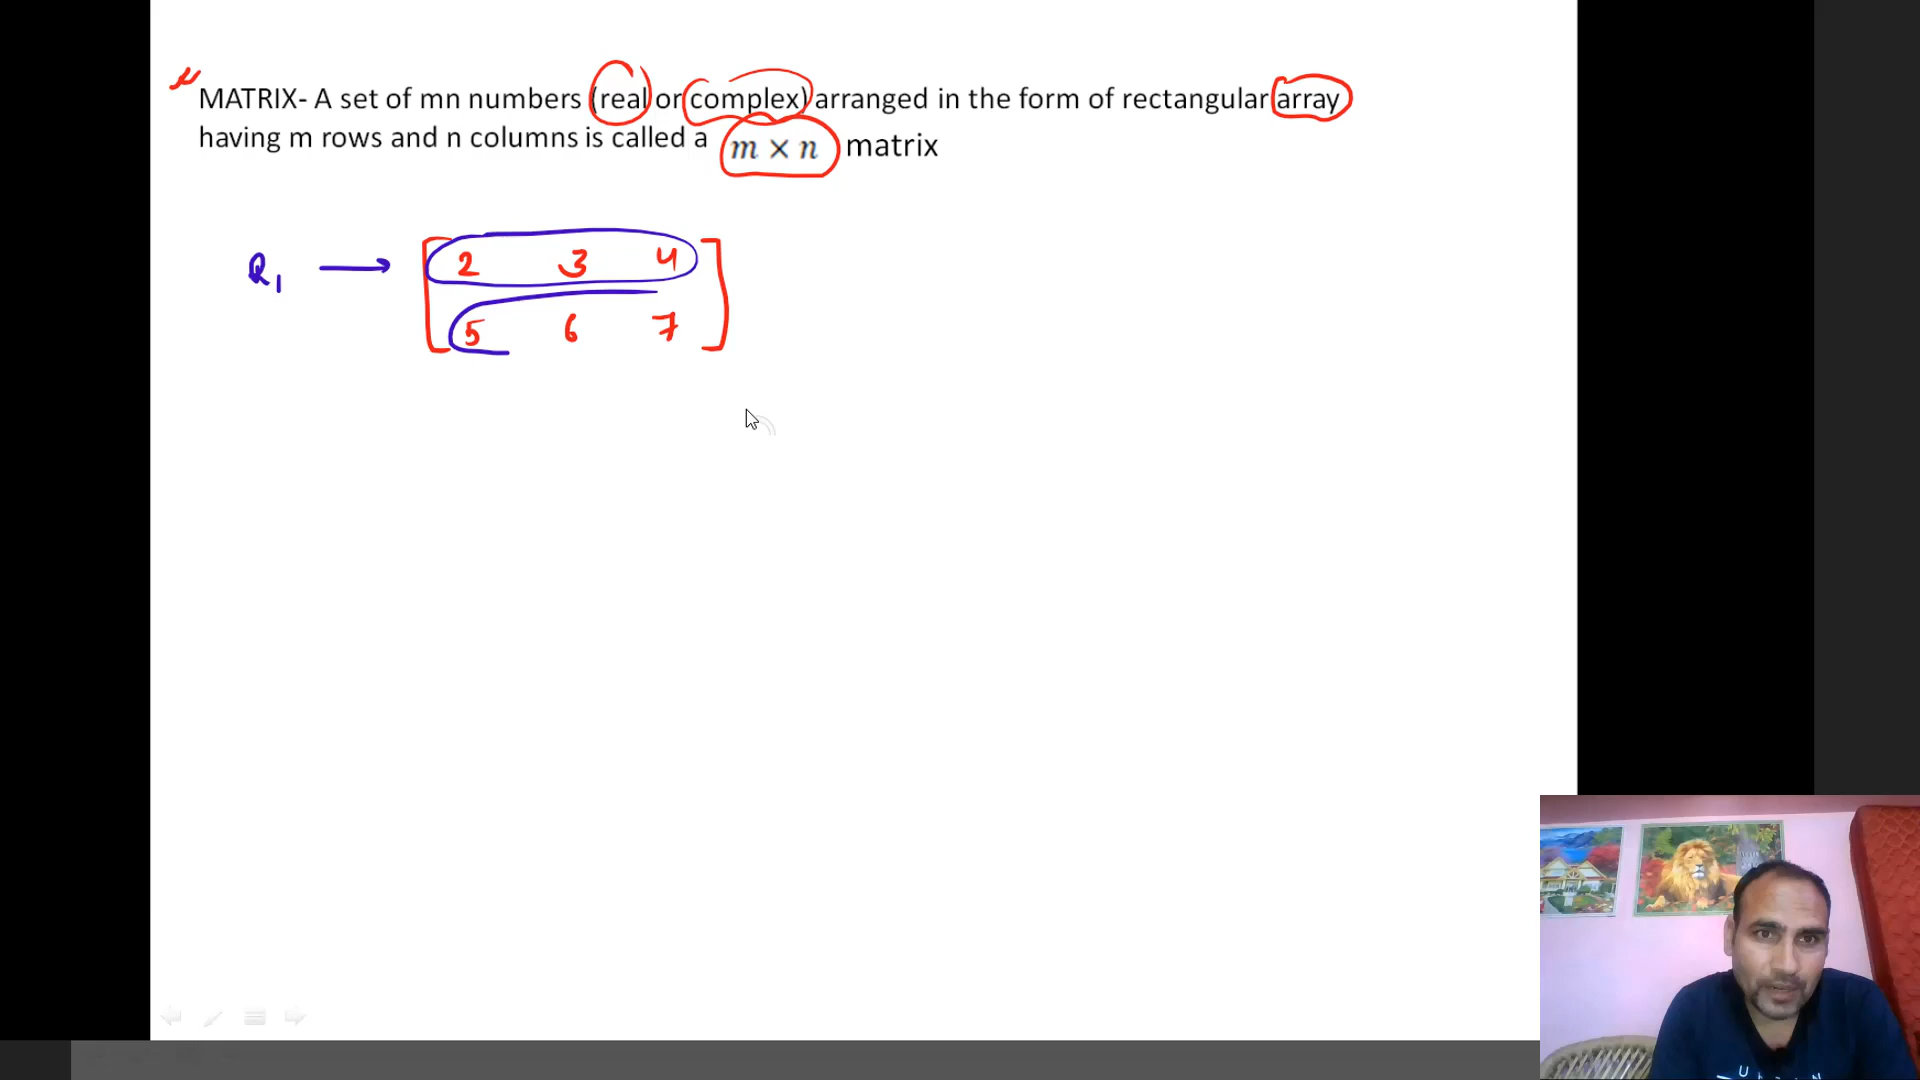 MATRIX- A set of mn numbers (real or complex) arranged in the form of rectangular array
having m rows and n columns is called a m × n matrix
R1 → [ 2 3 4
5 6 7 ]